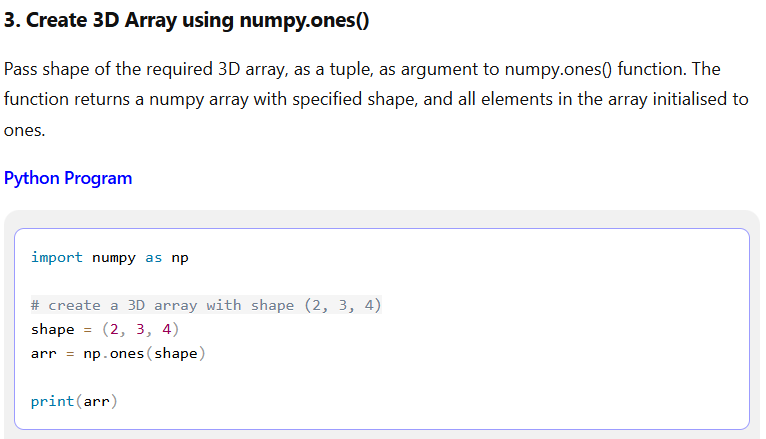 3. Create 3D Array using numpy.ones()
Pass shape of the required 3D array, as a tuple, as argument to numpy.ones() function. The
function returns a numpy array with specified shape, and all elements in the array initialised to
ones.
Python Program
import numpy as np
# create a 3D array with shape (2, 3, 4)
shape = (2, 3, 4)
arr = np.ones(shape)
print(arr)